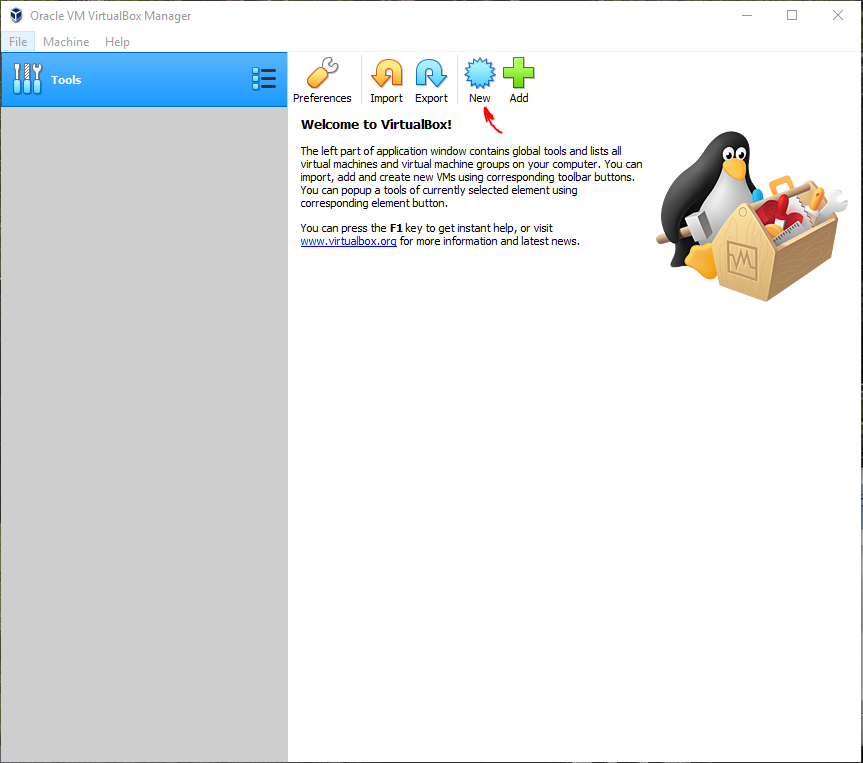 Oracle VM VirtualBox Manager
File Machine Help
Tools
Preferences Import Export New Add
Welcome to VirtualBox!
The left part of application window contains global tools and lists all
virtual machines and virtual machine groups on your computer. You can
import, add and create new VMs using corresponding toolbar buttons.
You can popup a tools of currently selected element using
corresponding element button.
You can press the F1 key to get instant help, or visit
www.virtualbox.org for more information and latest news.
VM